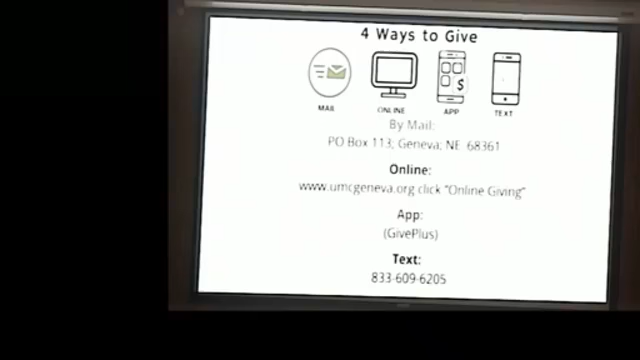 4 Ways to Give
MAIL ONLINE APP TEXT
By Mail:
PO Box 113; Geneva; NE 68361
Online:
www.umcgeneva.org click "Online Giving"
App:
(GivePlus)
Text:
833-609-6205